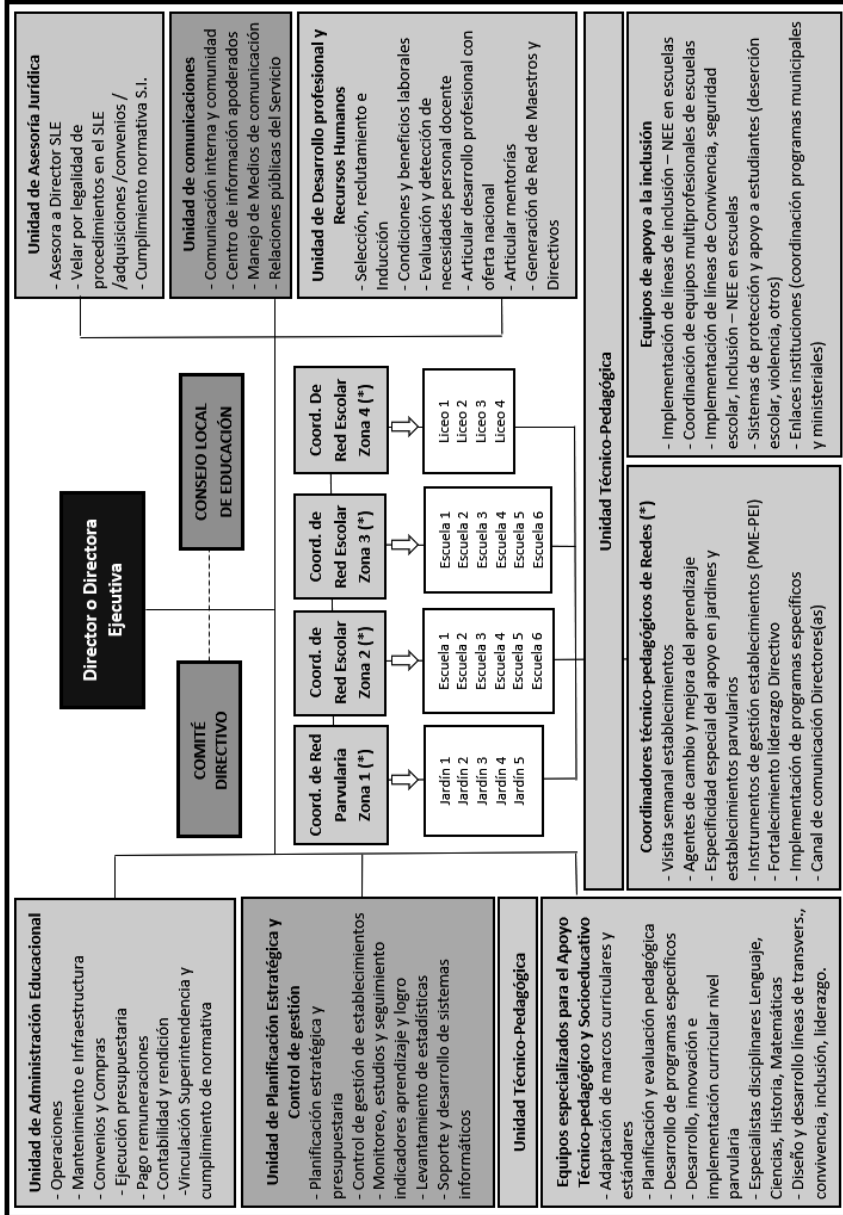 Director o Directora
Ejecutiva
COMITÉ
DIRECTIVO
CONSEJO LOCAL
DE EDUCACIÓN
Unidad de Administración Educacional
- Operaciones
- Mantenimiento e Infraestructura
- Convenios y Compras
- Ejecución presupuestaria
- Pago remuneraciones
- Contabilidad y rendición
-Vinculación Superintendencia y
cumplimiento de normativa
Unidad de Planificación Estratégica y
Control de gestión
- Planificación estratégica y
presupuestaria
- Control de gestión de establecimientos
- Monitoreo, estudios y seguimiento
indicadores aprendizaje y logro
- Levantamiento de estadísticas
- Soporte y desarrollo de sistemas
informáticos
Unidad Técnico-Pedagógica
Equipos especializados para el Apoyo
Técnico-pedagógico y Socioeducativo
- Adaptación de marcos curriculares y
estándares
- Planificación y evaluación pedagógica
- Desarrollo de programas específicos
- Desarrollo, innovación e
implementación curricular nivel
parvularia
- Especialistas disciplinares Lenguaje,
Ciencias, Historia, Matemáticas
- Diseño y desarrollo líneas de transvers.,
convivencia, inclusión, liderazgo.
Coord. de Red
Parvularia
Zona 1 (*)
Jardín 1
Jardín 2
Jardín 3
Jardín 4
Jardín 5
Coord. de
Red Escolar
Zona 2 (*)
Escuela 1
Escuela 2
Escuela 3
Escuela 4
Escuela 5
Escuela 6
Coord. de
Red Escolar
Zona 3 (*)
Escuela 1
Escuela 2
Escuela 3
Escuela 4
Escuela 5
Escuela 6
Coord. De
Red Escolar
Zona 4 (*)
Liceo 1
Liceo 2
Liceo 3
Liceo 4
Unidad de Asesoría Jurídica
- Asesora a Director SLE
- Velar por legalidad de
procedimientos en el SLE
/adquisiciones /convenios /
- Cumplimiento normativa S.I.
Unidad de comunicaciones
- Comunicación interna y comunidad
- Centro de información apoderados
- Manejo de Medios de comunicación
- Relaciones públicas del Servicio
Unidad de Desarrollo profesional y
Recursos Humanos
-Selección, reclutamiento e
Inducción
- Condiciones y beneficios laborales
- Evaluación y detección de
necesidades personal docente
- Articular desarrollo profesional con
oferta nacional
- Articular mentorías
- Generación de Red de Maestros y
Directivos
Unidad Técnico-Pedagógica
Coordinadores técnico-pedagógicos de Redes (*)
- Visita semanal establecimientos
- Agentes de cambio y mejora del aprendizaje
- Especificidad especial del apoyo en jardines y
establecimientos parvularios
- Instrumentos de gestión establecimientos (PME-PEI)
- Fortalecimiento liderazgo Directivo
- Implementación de programas específicos
- Canal de comunicación Directores(as)
Equipos de apoyo a la inclusión
- Implementación de líneas de inclusión – NEE en escuelas
- Coordinación de equipos multiprofesionales de escuelas
- Implementación de líneas de Convivencia, seguridad
escolar, Inclusión – NEE en escuelas
- Sistemas de protección y apoyo a estudiantes (deserción
escolar, violencia, otros)
- Enlaces instituciones (coordinación programas municipales
y ministeriales)